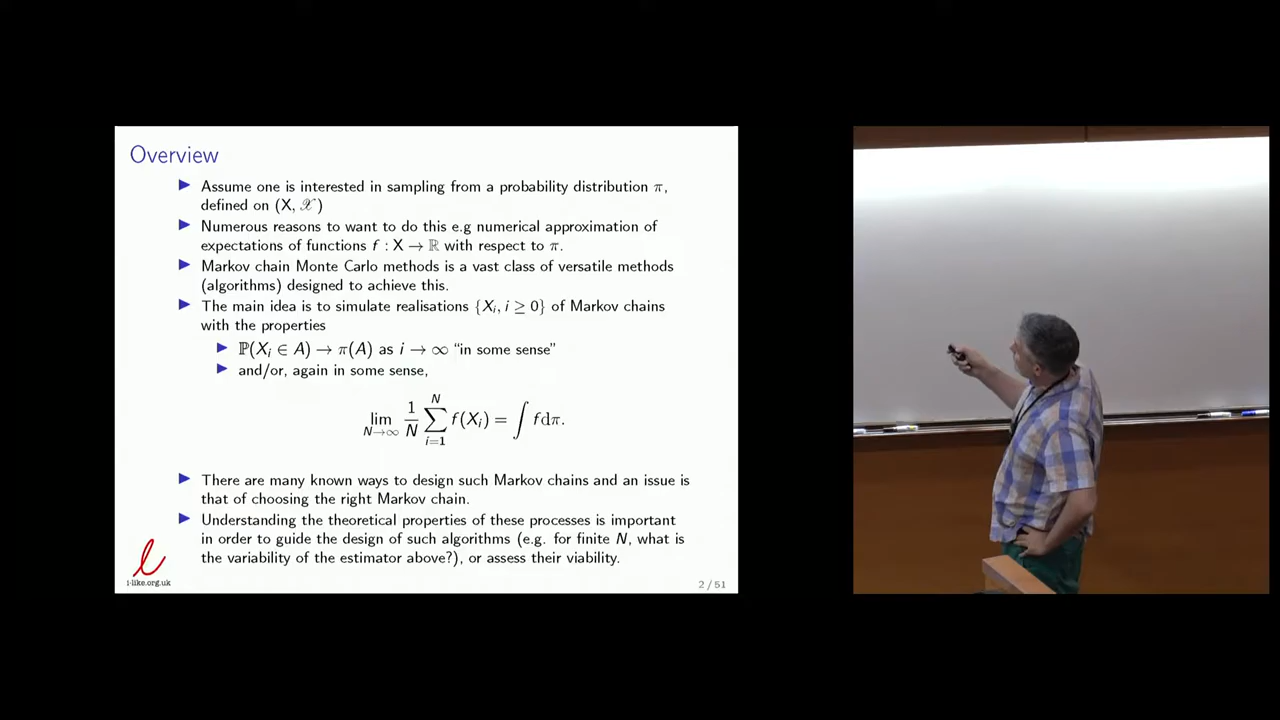 Overview
▶ Assume one is interested in sampling from a probability distribution π,
defined on (X, 𝒳)
▶ Numerous reasons to want to do this e.g numerical approximation of
expectations of functions f : X → ℝ with respect to π.
▶ Markov chain Monte Carlo methods is a vast class of versatile methods
(algorithms) designed to achieve this.
▶ The main idea is to simulate realisations {X_i, i ≥ 0} of Markov chains
with the properties
▶ ℙ(X_i ∈ A) → π(A) as i → ∞ “in some sense”
▶ and/or, again in some sense,
lim_{N→∞} 1/N ∑_{i=1}^{N} f(X_i) = ∫ fdπ.
▶ There are many known ways to design such Markov chains and an issue is
that of choosing the right Markov chain.
▶ Understanding the theoretical properties of these processes is important
in order to guide the design of such algorithms (e.g. for finite N, what is
the variability of the estimator above?), or assess their viability.
i-like.org.uk
2 / 51